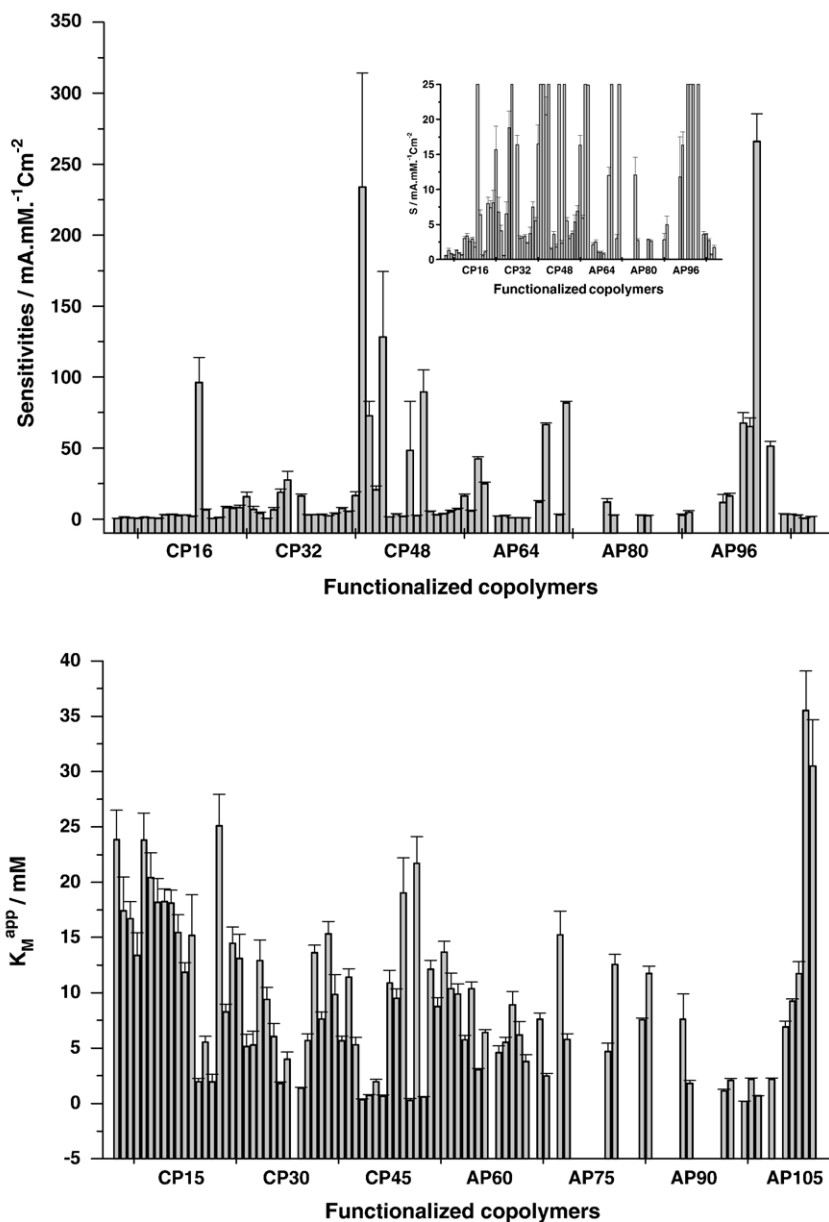 350
300
250
200
150
100
50
0
Sensitivities / mA.mM.⁻¹Cm⁻²
25
20
15
10
5
0
S / mA.mM.⁻¹Cm⁻²
CP16 CP32 CP48 AP64 AP80 AP96
Functionalized copolymers
CP16 CP32 CP48 AP64 AP80 AP96
Functionalized copolymers
40
35
30
25
20
15
10
5
0
-5
K_M^app / mM
CP15 CP30 CP45 AP60 AP75 AP90 AP105
Functionalized copolymers